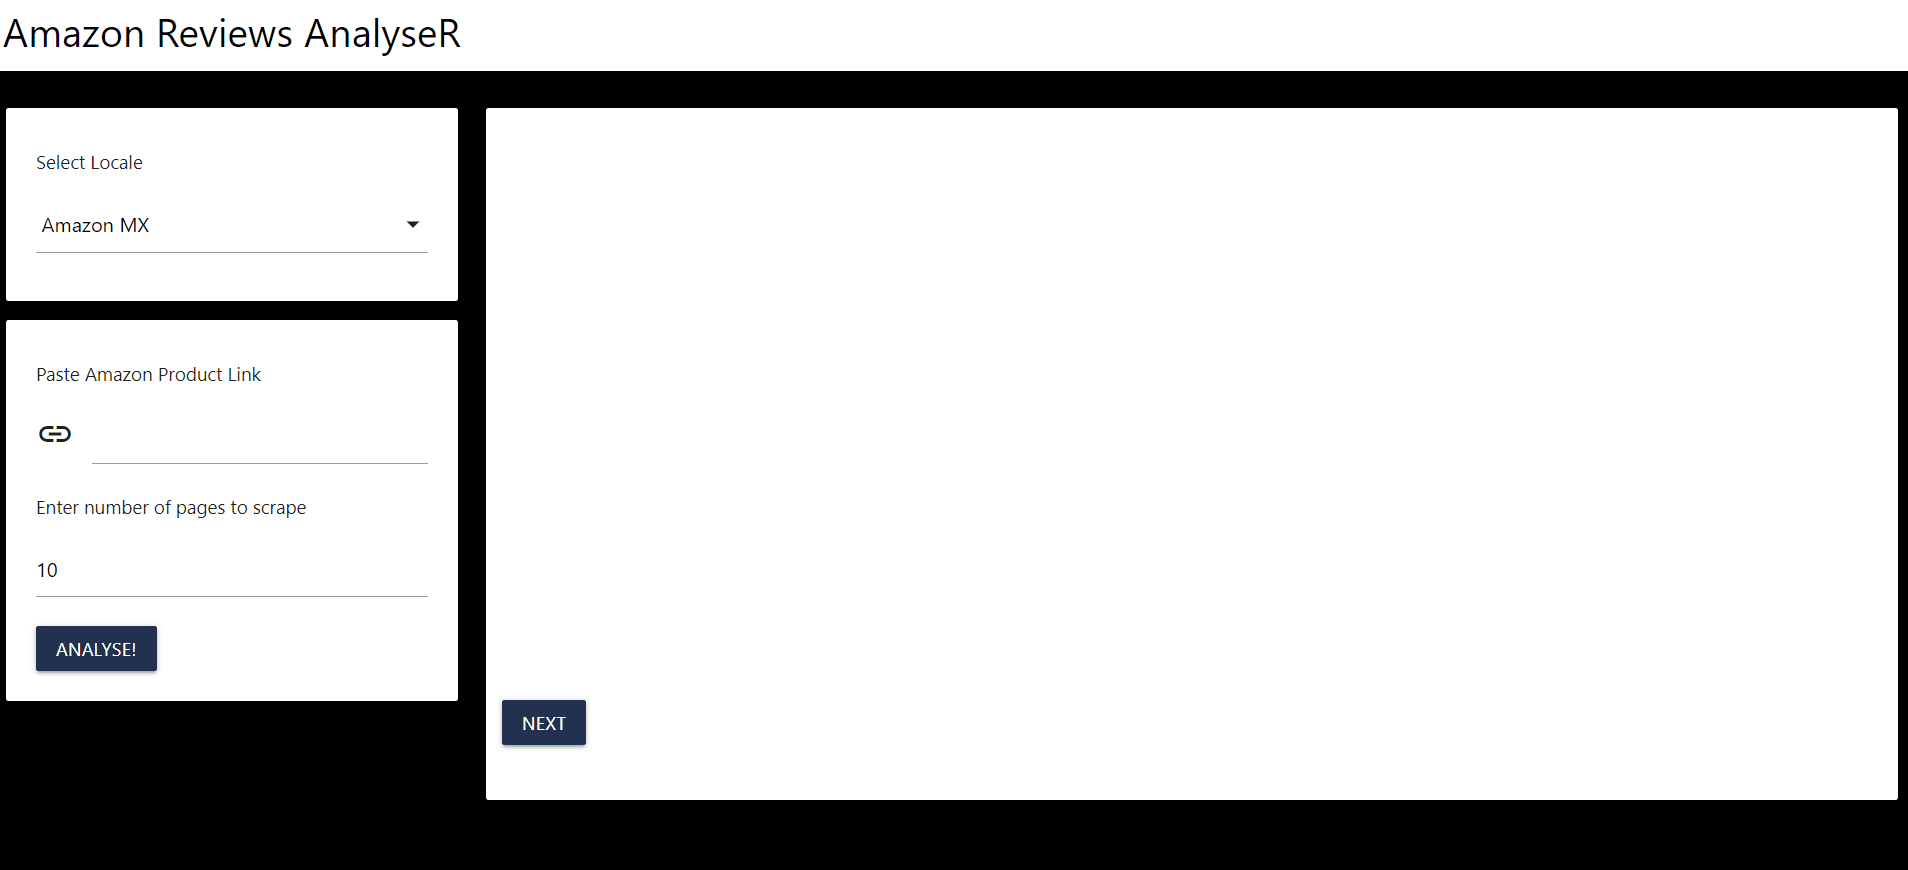 Amazon Reviews AnalyseR
Select Locale
Amazon MX
Paste Amazon Product Link
Enter number of pages to scrape
10
ANALYSE!
NEXT